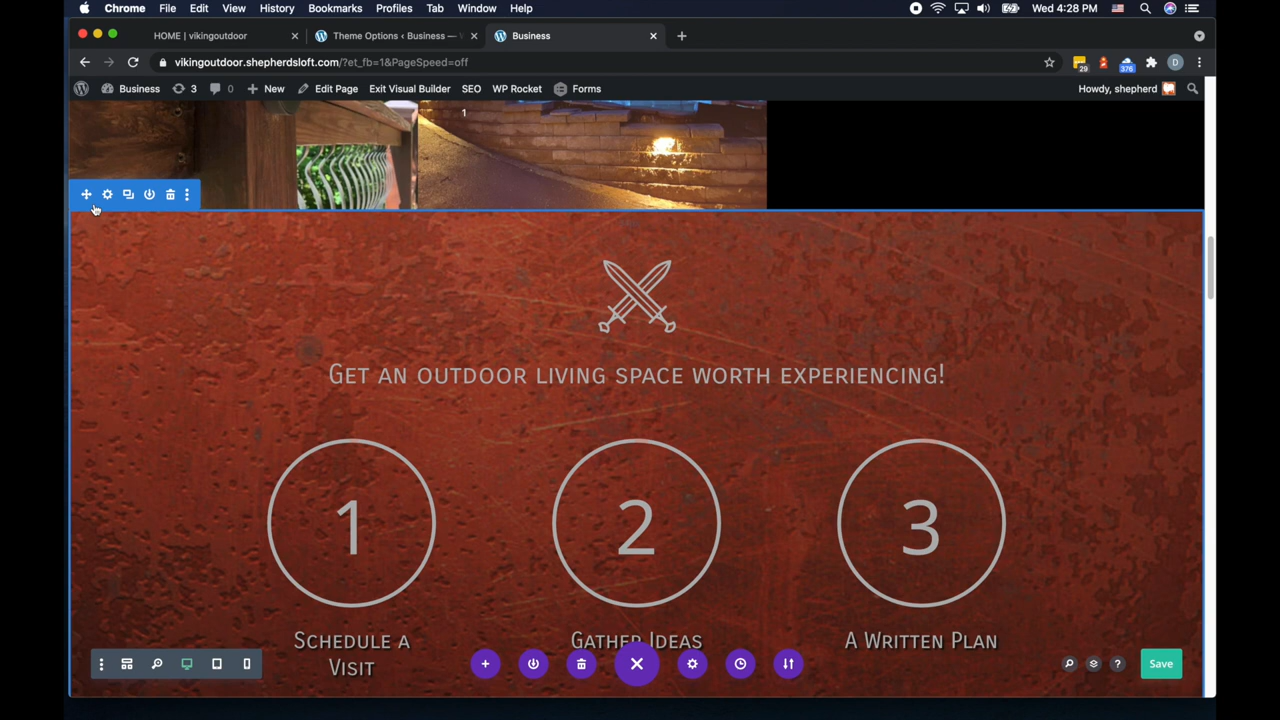 Chrome File Edit View History Bookmarks Profiles Tab Window Help Wed 4:28 PM
HOME | vikingoutdoor Theme Options ‹ Business — Business
vikingoutdoor.shepherdsloft.com/?et_fb=1&PageSpeed=off 29 376 D
Business 3 0 New Edit Page Exit Visual Builder SEO WP Rocket Forms Howdy, shepherd
1
Get an outdoor living space worth experiencing!
1 2 3
Schedule a Visit
Gather Ideas
A Written Plan
? Save